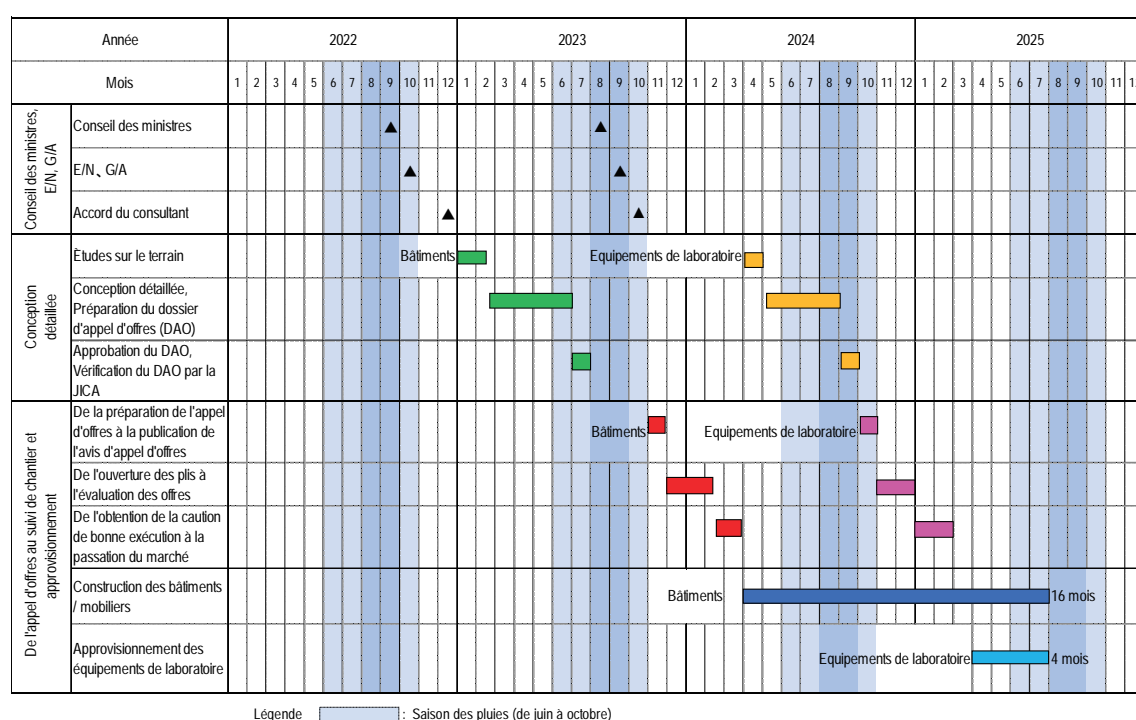 Année 2022 2023 2024 2025
Mois 1 2 3 4 5 6 7 8 9 10 11 12 1 2 3 4 5 6 7 8 9 10 11 12 1 2 3 4 5 6 7 8 9 10 11 12 1 2 3 4 5 6 7 8 9 10 11 1
Conseil des ministres,
E/N, G/A
Conseil des ministres
E/N、G/A
Accord du consultant
Conception
détaillée
Ètudes sur le terrain
Bâtiments
Equipements de laboratoire
Conception détaillée,
Préparation du dossier
d'appel d'offres (DAO)
Approbation du DAO,
Vérification du DAO par la
JICA
De l'appel d'offres au suivi de chantier et
approvisionnement
De la préparation de l'appel
d'offres à la publication de
l'avis d'appel d'offres
Bâtiments
Equipements de laboratoire
De l'ouverture des plis à
l'évaluation des offres
De l'obtention de la caution
de bonne exécution à la
passation du marché
Construction des bâtiments
/ mobiliers
Bâtiments
16 mois
Approvisionnement des
équipements de laboratoire
Equipements de laboratoire
4 mois
Légende : Saison des pluies (de juin à octobre)